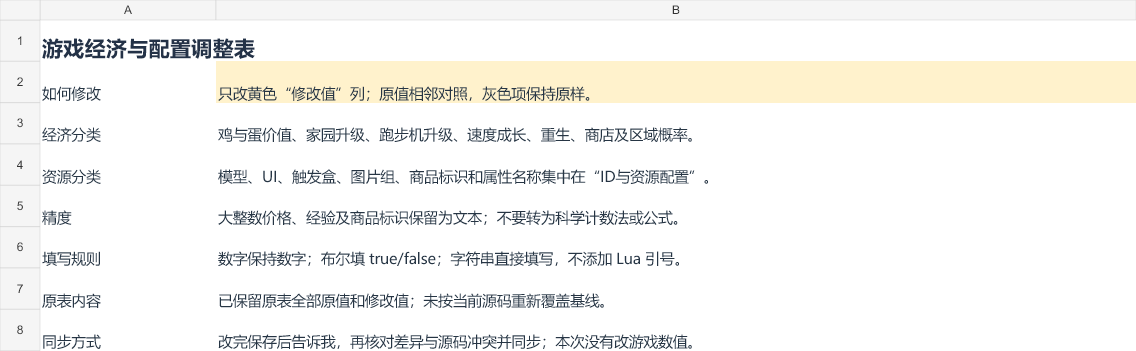 A B
1 游戏经济与配置调整表
2 如何修改 只改黄色“修改值”列；原值相邻对照，灰色项保持原样。
3 经济分类 鸡与蛋价值、家园升级、跑步机升级、速度成长、重生、商店及区域概率。
4 资源分类 模型、UI、触发盒、图片组、商品标识和属性名称集中在“ID与资源配置”。
5 精度 大整数价格、经验及商品标识保留为文本；不要转为科学计数法或公式。
6 填写规则 数字保持数字；布尔填 true/false；字符串直接填写，不添加 Lua 引号。
7 原表内容 已保留原表全部原值和修改值；未按当前源码重新覆盖基线。
8 同步方式 改完保存后告诉我，再核对差异与源码冲突并同步；本次没有改游戏数值。